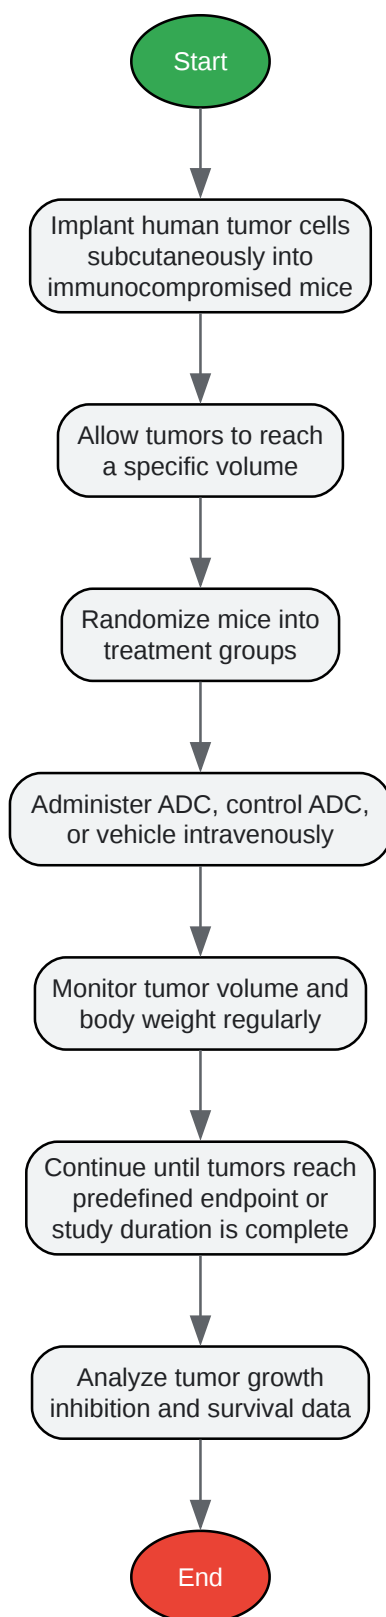 Start
Implant human tumor cells
subcutaneously into
immunocompromised mice
Allow tumors to reach
a specific volume
Randomize mice into
treatment groups
Administer ADC, control ADC,
or vehicle intravenously
Monitor tumor volume and
body weight regularly
Continue until tumors reach
predefined endpoint or
study duration is complete
Analyze tumor growth
inhibition and survival data
End